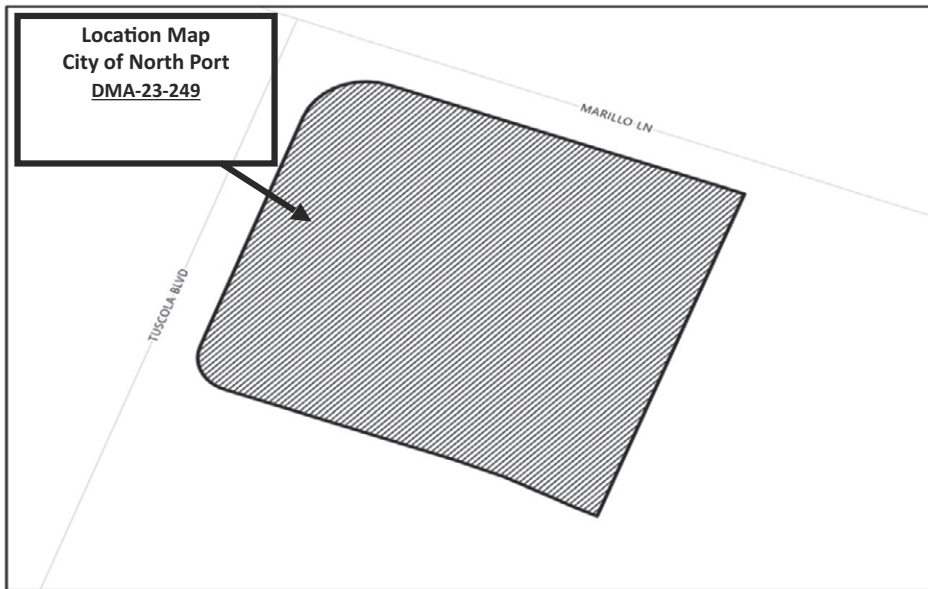 Location Map
City of North Port
DMA-23-249
MARILLO LN
TUSCOLA BLVD